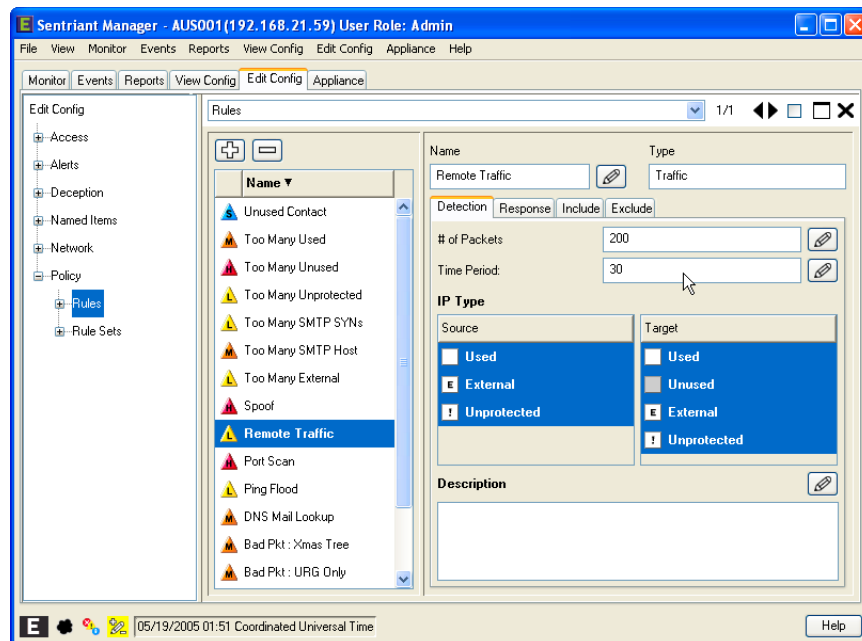 E Sentriant Manager - AUS001(192.168.21.59) User Role: Admin
File View Monitor Events Reports View Config Edit Config Appliance Help
Monitor Events Reports View Config Edit Config Appliance
Edit Config
Access
Alerts
Deception
Named Items
Network
Policy
Rules
Rule Sets
Rules 1/1
Name
S Unused Contact
M Too Many Used
H Too Many Unused
L Too Many Unprotected
L Too Many SMTP SYNs
M Too Many SMTP Host
L Too Many External
H Spoof
L Remote Traffic
H Port Scan
L Ping Flood
M DNS Mail Lookup
M Bad Pkt : Xmas Tree
M Bad Pkt : URG Only
Name Type
Remote Traffic Traffic
Detection Response Include Exclude
# of Packets 200
Time Period: 30
IP Type
Source
Used
E External
! Unprotected
Target
Used
Unused
E External
! Unprotected
Description
E 05/19/2005 01:51 Coordinated Universal Time Help